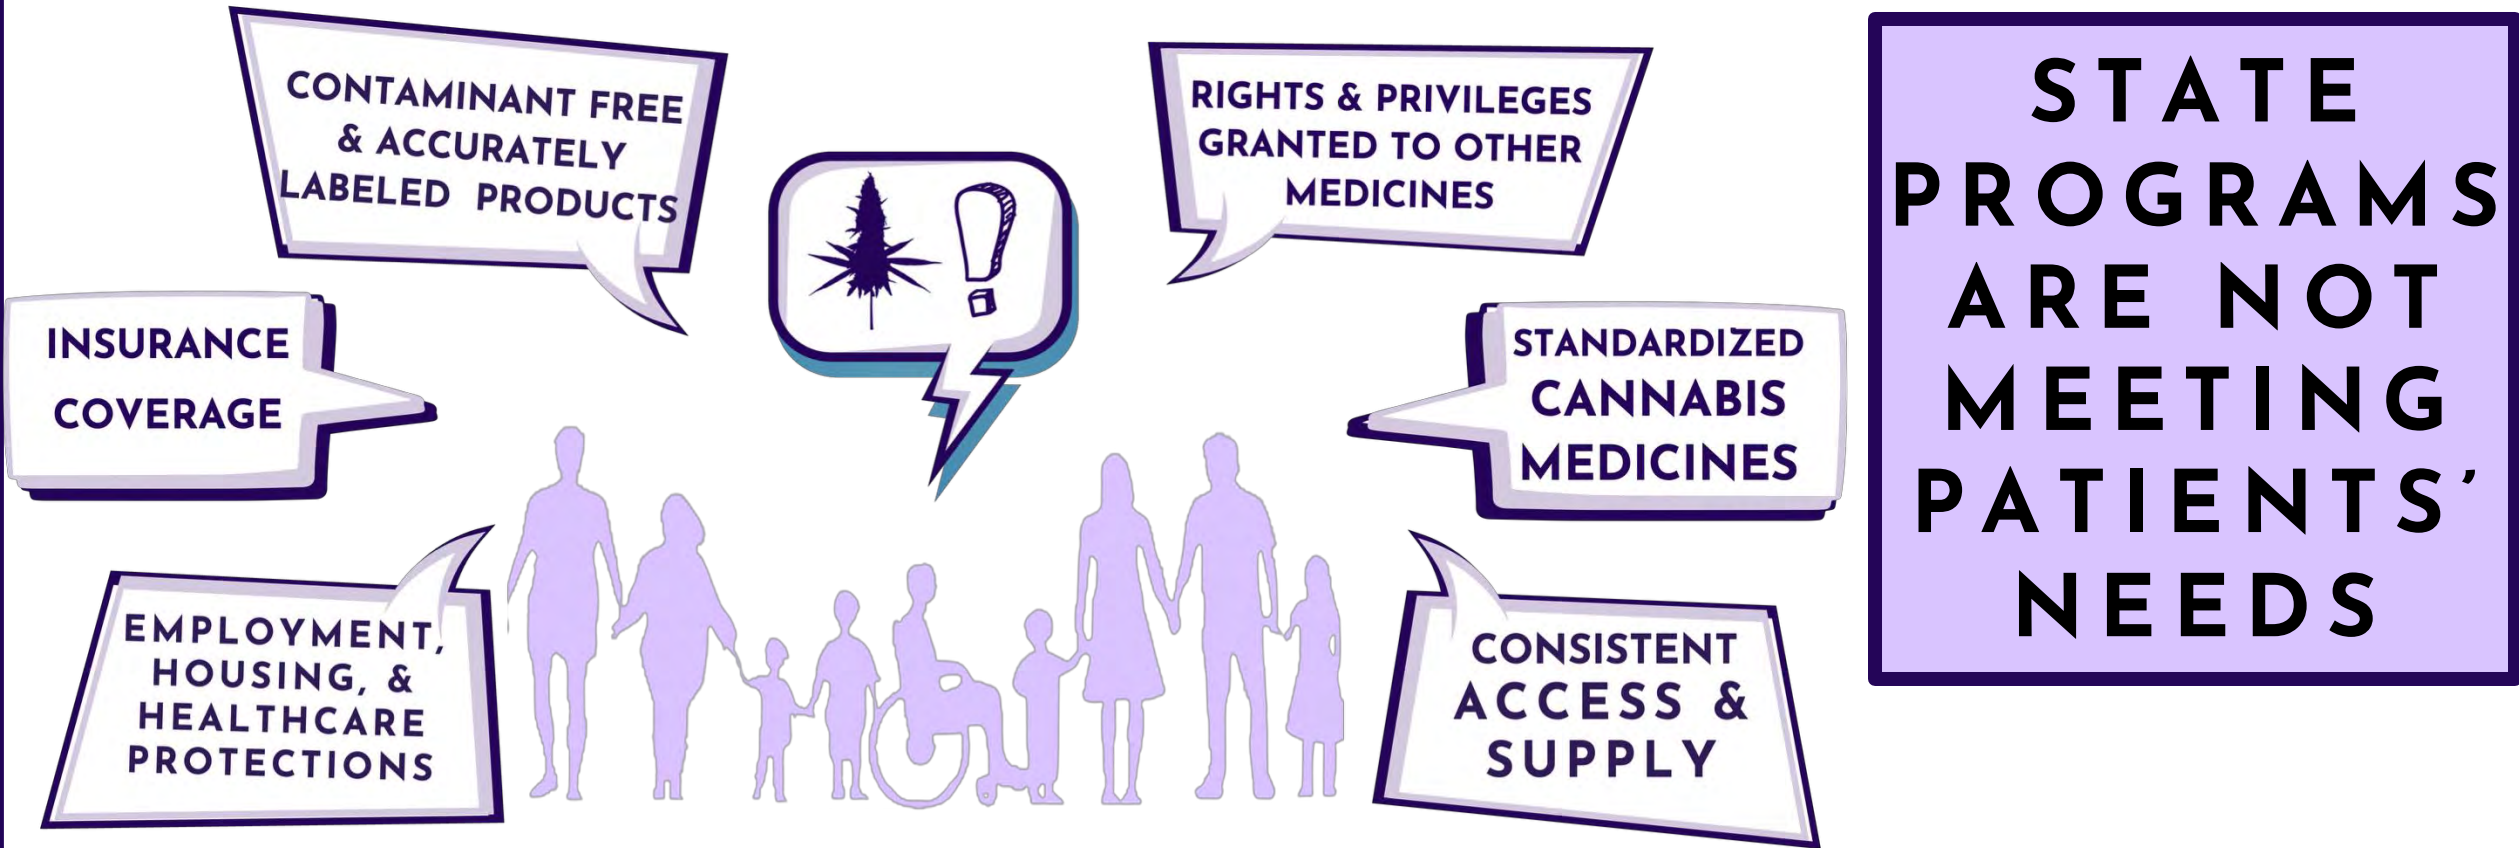 CONTAMINANT FREE
& ACCURATELY
LABELED PRODUCTS
RIGHTS & PRIVILEGES
GRANTED TO OTHER
MEDICINES
INSURANCE
COVERAGE
STANDARDIZED
CANNABIS
MEDICINES
EMPLOYMENT,
HOUSING, &
HEALTHCARE
PROTECTIONS
CONSISTENT
ACCESS &
SUPPLY
STATE
PROGRAMS
ARE NOT
MEETING
PATIENTS’
NEEDS